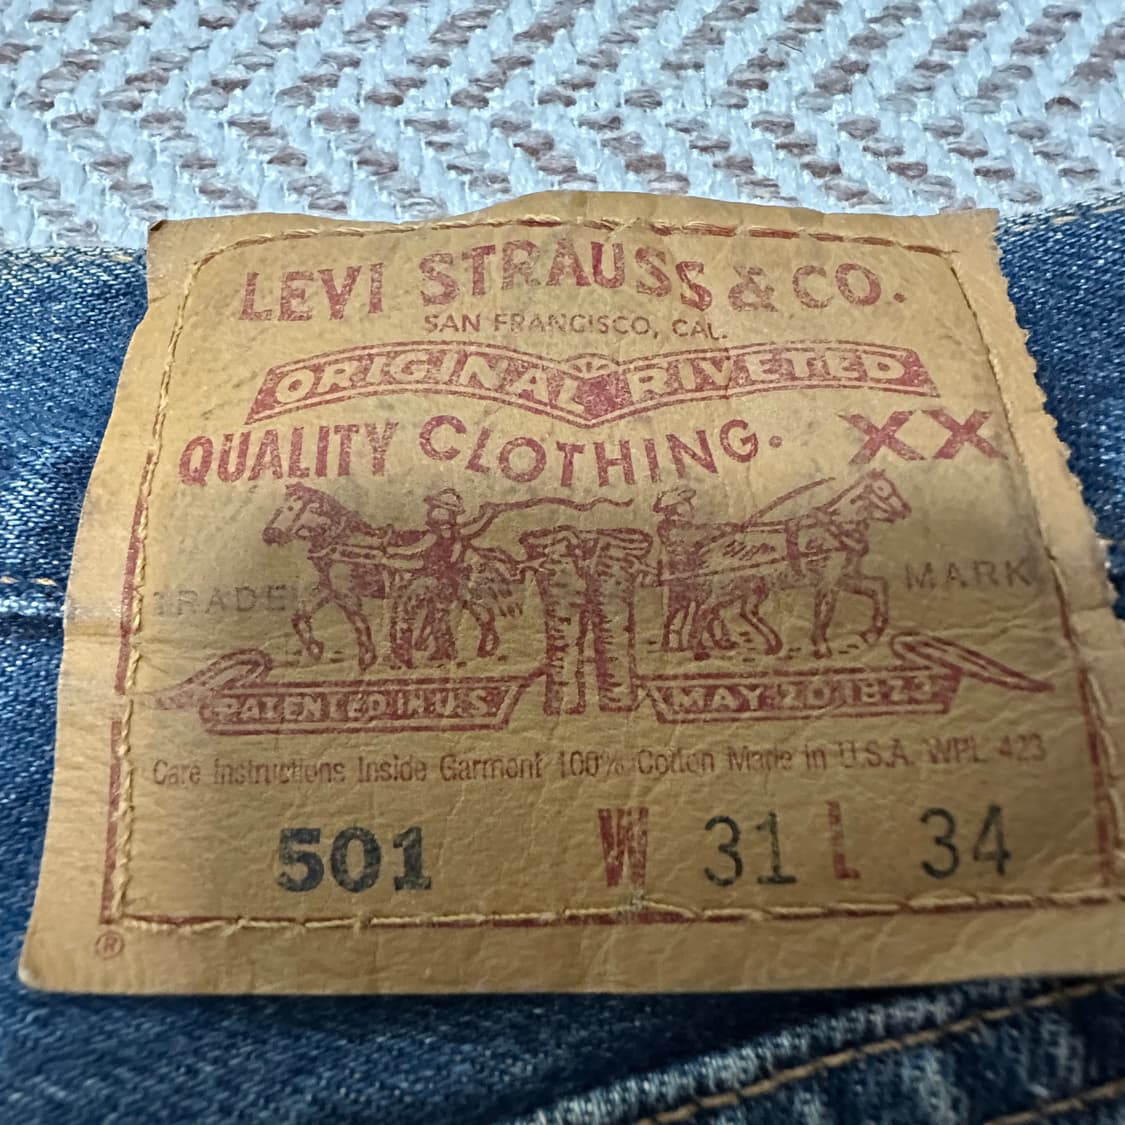 LEVI STRAUSS & CO.
SAN FRANCISCO, CAL.
ORIGINAL RIVETED
QUALITY CLOTHING. XX
TRADE MARK
PATENTED IN U.S. MAY 20 1873
Care Instructions Inside Garment 100% Cotton Made in U.S.A. WPL 423
501 W 31 L 34
®